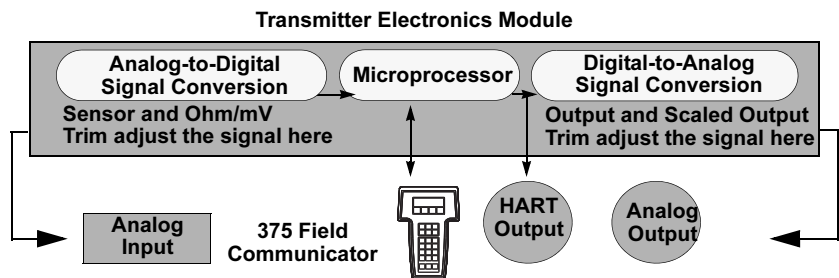 Transmitter Electronics Module
Analog-to-Digital
Signal Conversion
Microprocessor
Digital-to-Analog
Signal Conversion
Sensor and Ohm/mV
Trim adjust the signal here
Output and Scaled Output
Trim adjust the signal here
Analog
Input
375 Field
Communicator
HART
Output
Analog
Output